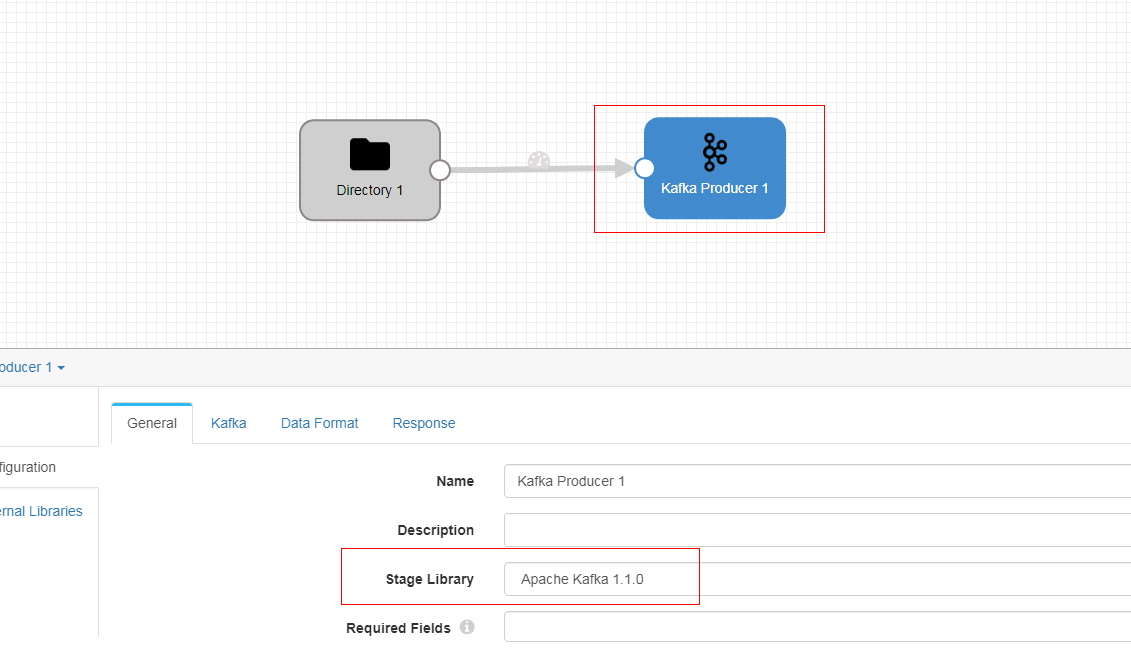 Directory 1
Kafka Producer 1
oducer 1
General Kafka Data Format Response
figuration
Name Kafka Producer 1
ernal Libraries
Description
Stage Library Apache Kafka 1.1.0
Required Fields